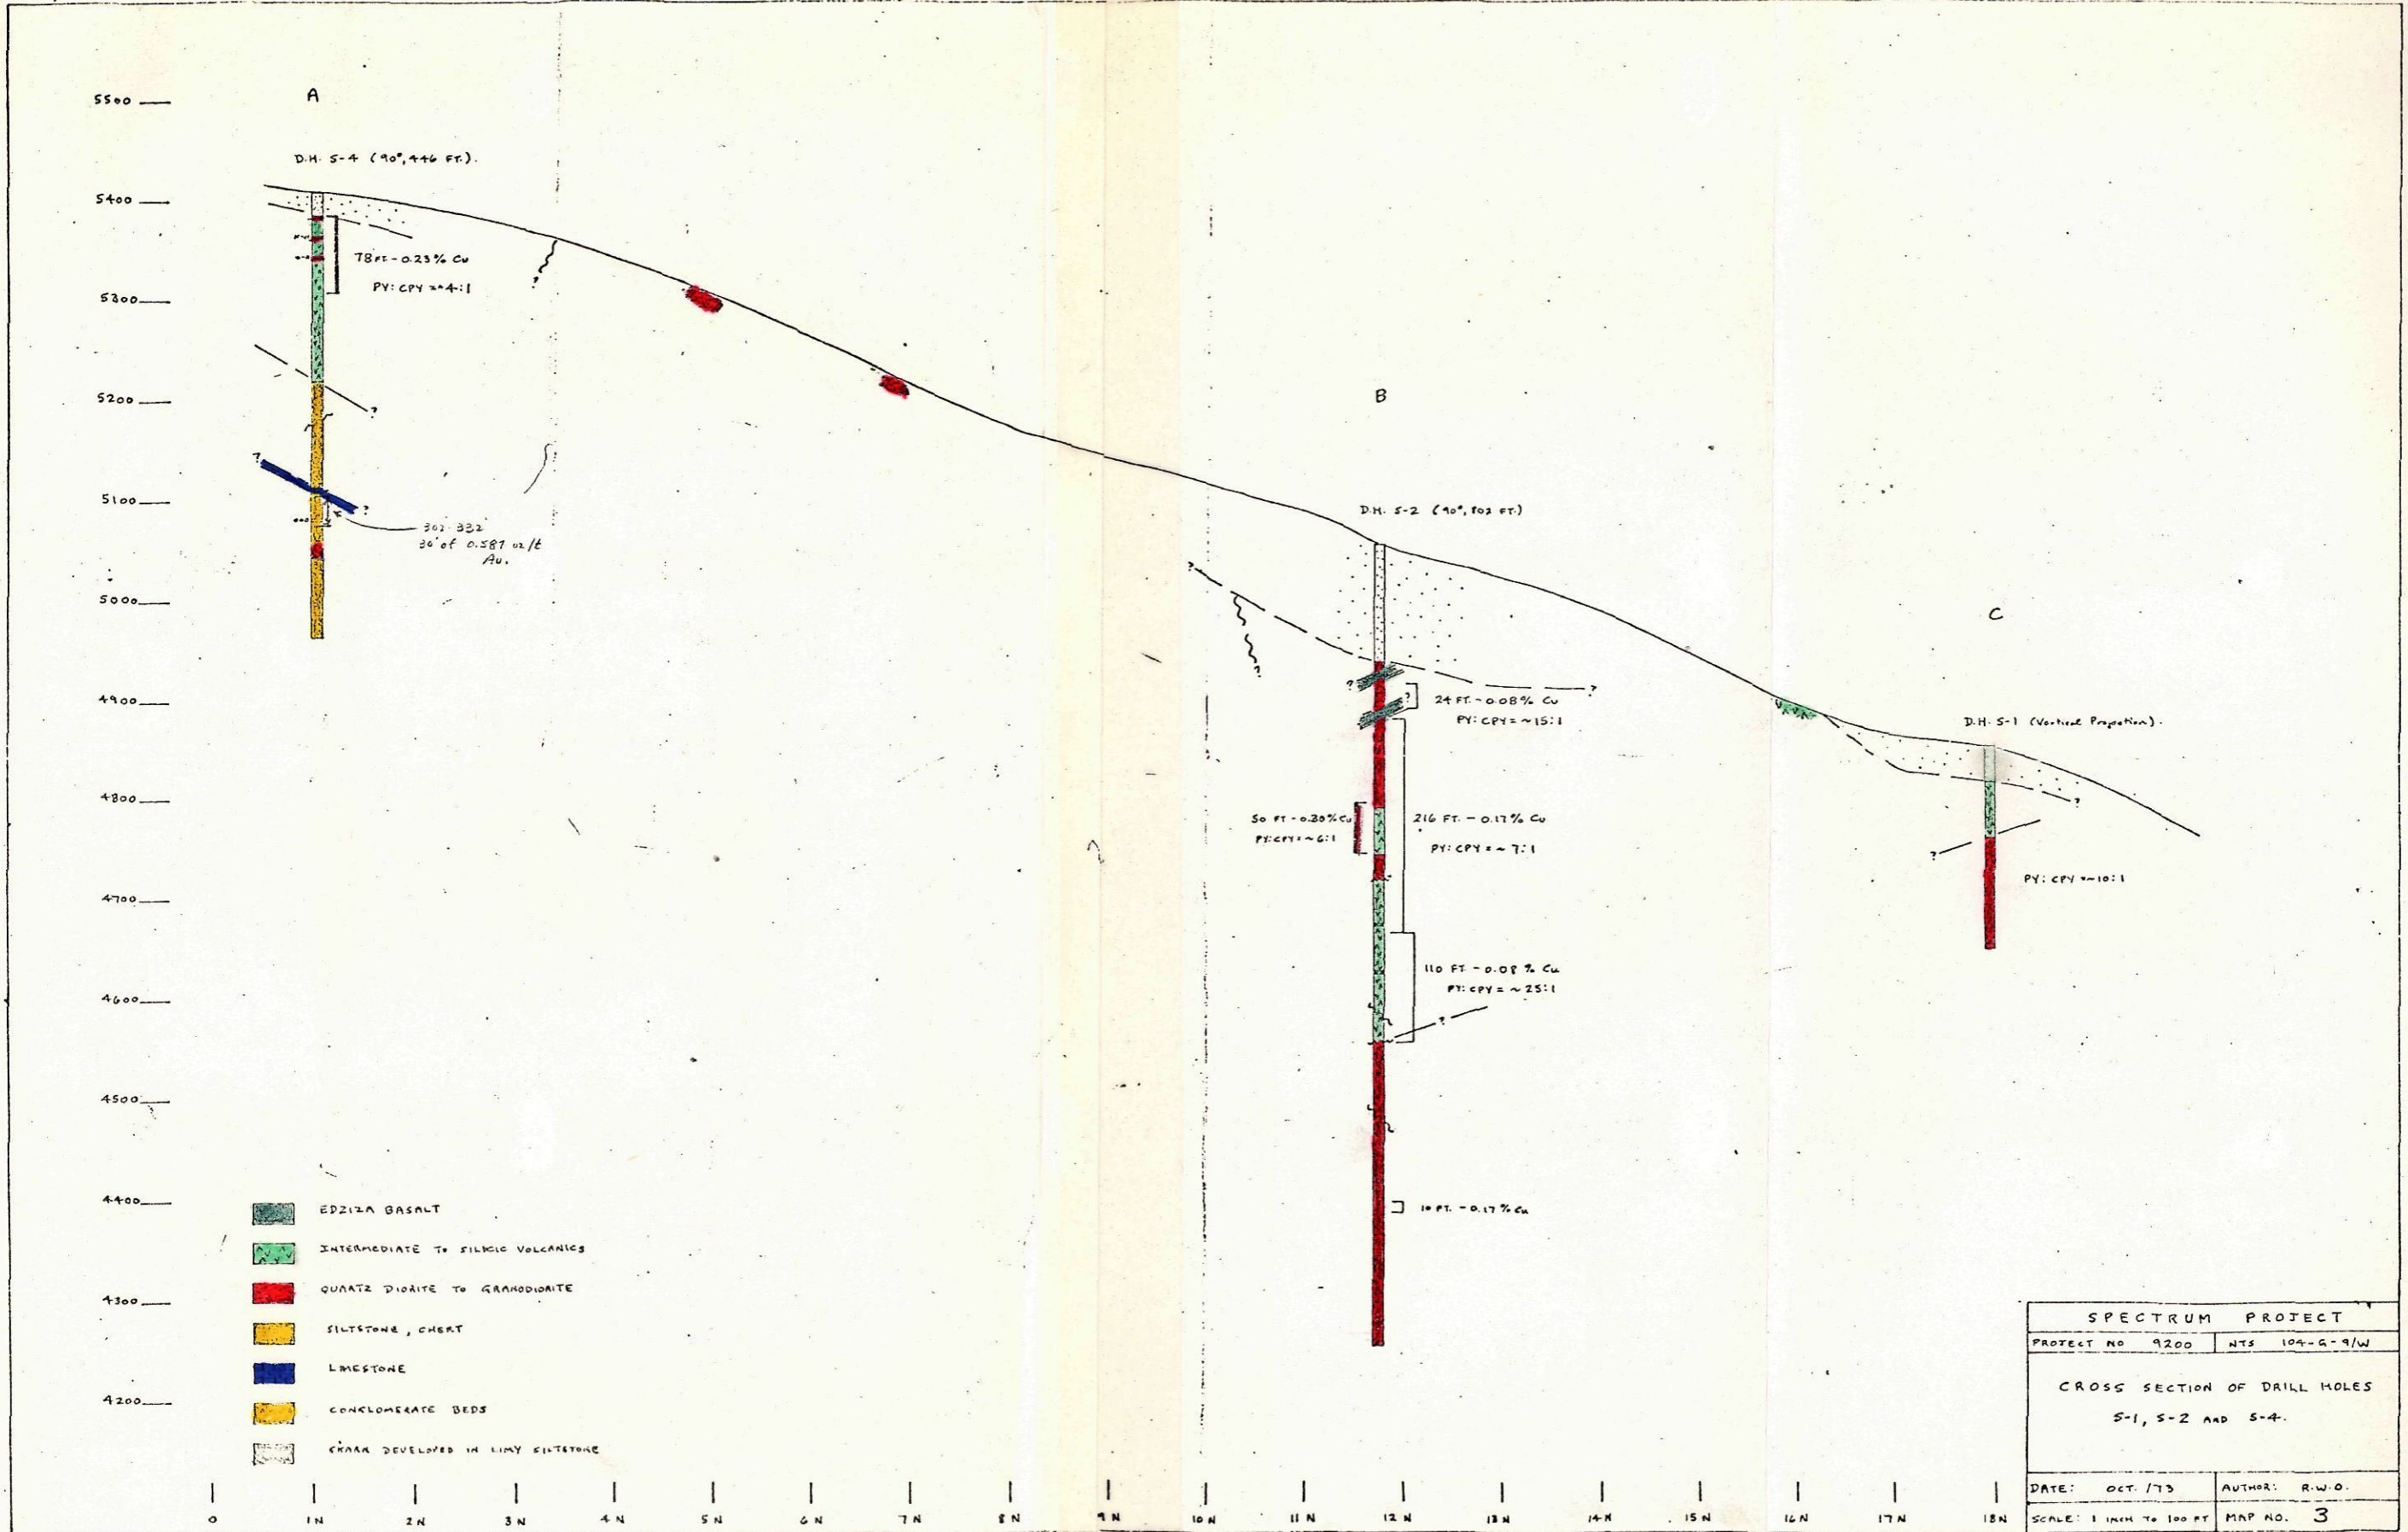 5500
A
D.H. S-4 (90°, 446 FT.).
5400
78 FT - 0.23% Cu
PY: CPY = ~4:1
5300
5200
?
B
?
5100
?
302'-332'
30' of 0.587 oz/t
Au.
D.H. S-2 (90°, 802 FT.)
5000
?
C
4900
?
?
?
24 FT. - 0.08% Cu
PY: CPY = ~15:1
D.H. S-1 (Vertical Projection).
4800
50 FT - 0.30% Cu
PY: CPY = ~6:1
216 FT. - 0.17% Cu
PY: CPY = ~7:1
?
?
PY: CPY = ~10:1
4700
110 FT. - 0.08 % Cu
PY: CPY = ~25:1
?
4600
4500
4400
10 FT. - 0.17 % Cu
EDZIZA BASALT
INTERMEDIATE TO SILICIC VOLCANICS
QUARTZ DIORITE TO GRANODIORITE
4300
SILTSTONE, CHERT
LIMESTONE
4200
CONGLOMERATE BEDS
SKARN DEVELOPED IN LIMY SILTSTONE
SPECTRUM PROJECT
PROJECT NO 9200 NTS 104-G-9/W
CROSS SECTION OF DRILL HOLES
S-1, S-2 AND S-4.
DATE: OCT. /73 AUTHOR: R.W.O.
SCALE: 1 INCH TO 100 FT MAP NO. 3
0 1N 2N 3N 4N 5N 6N 7N 8N 9N 10N 11N 12N 13N 14N 15N 16N 17N 18N